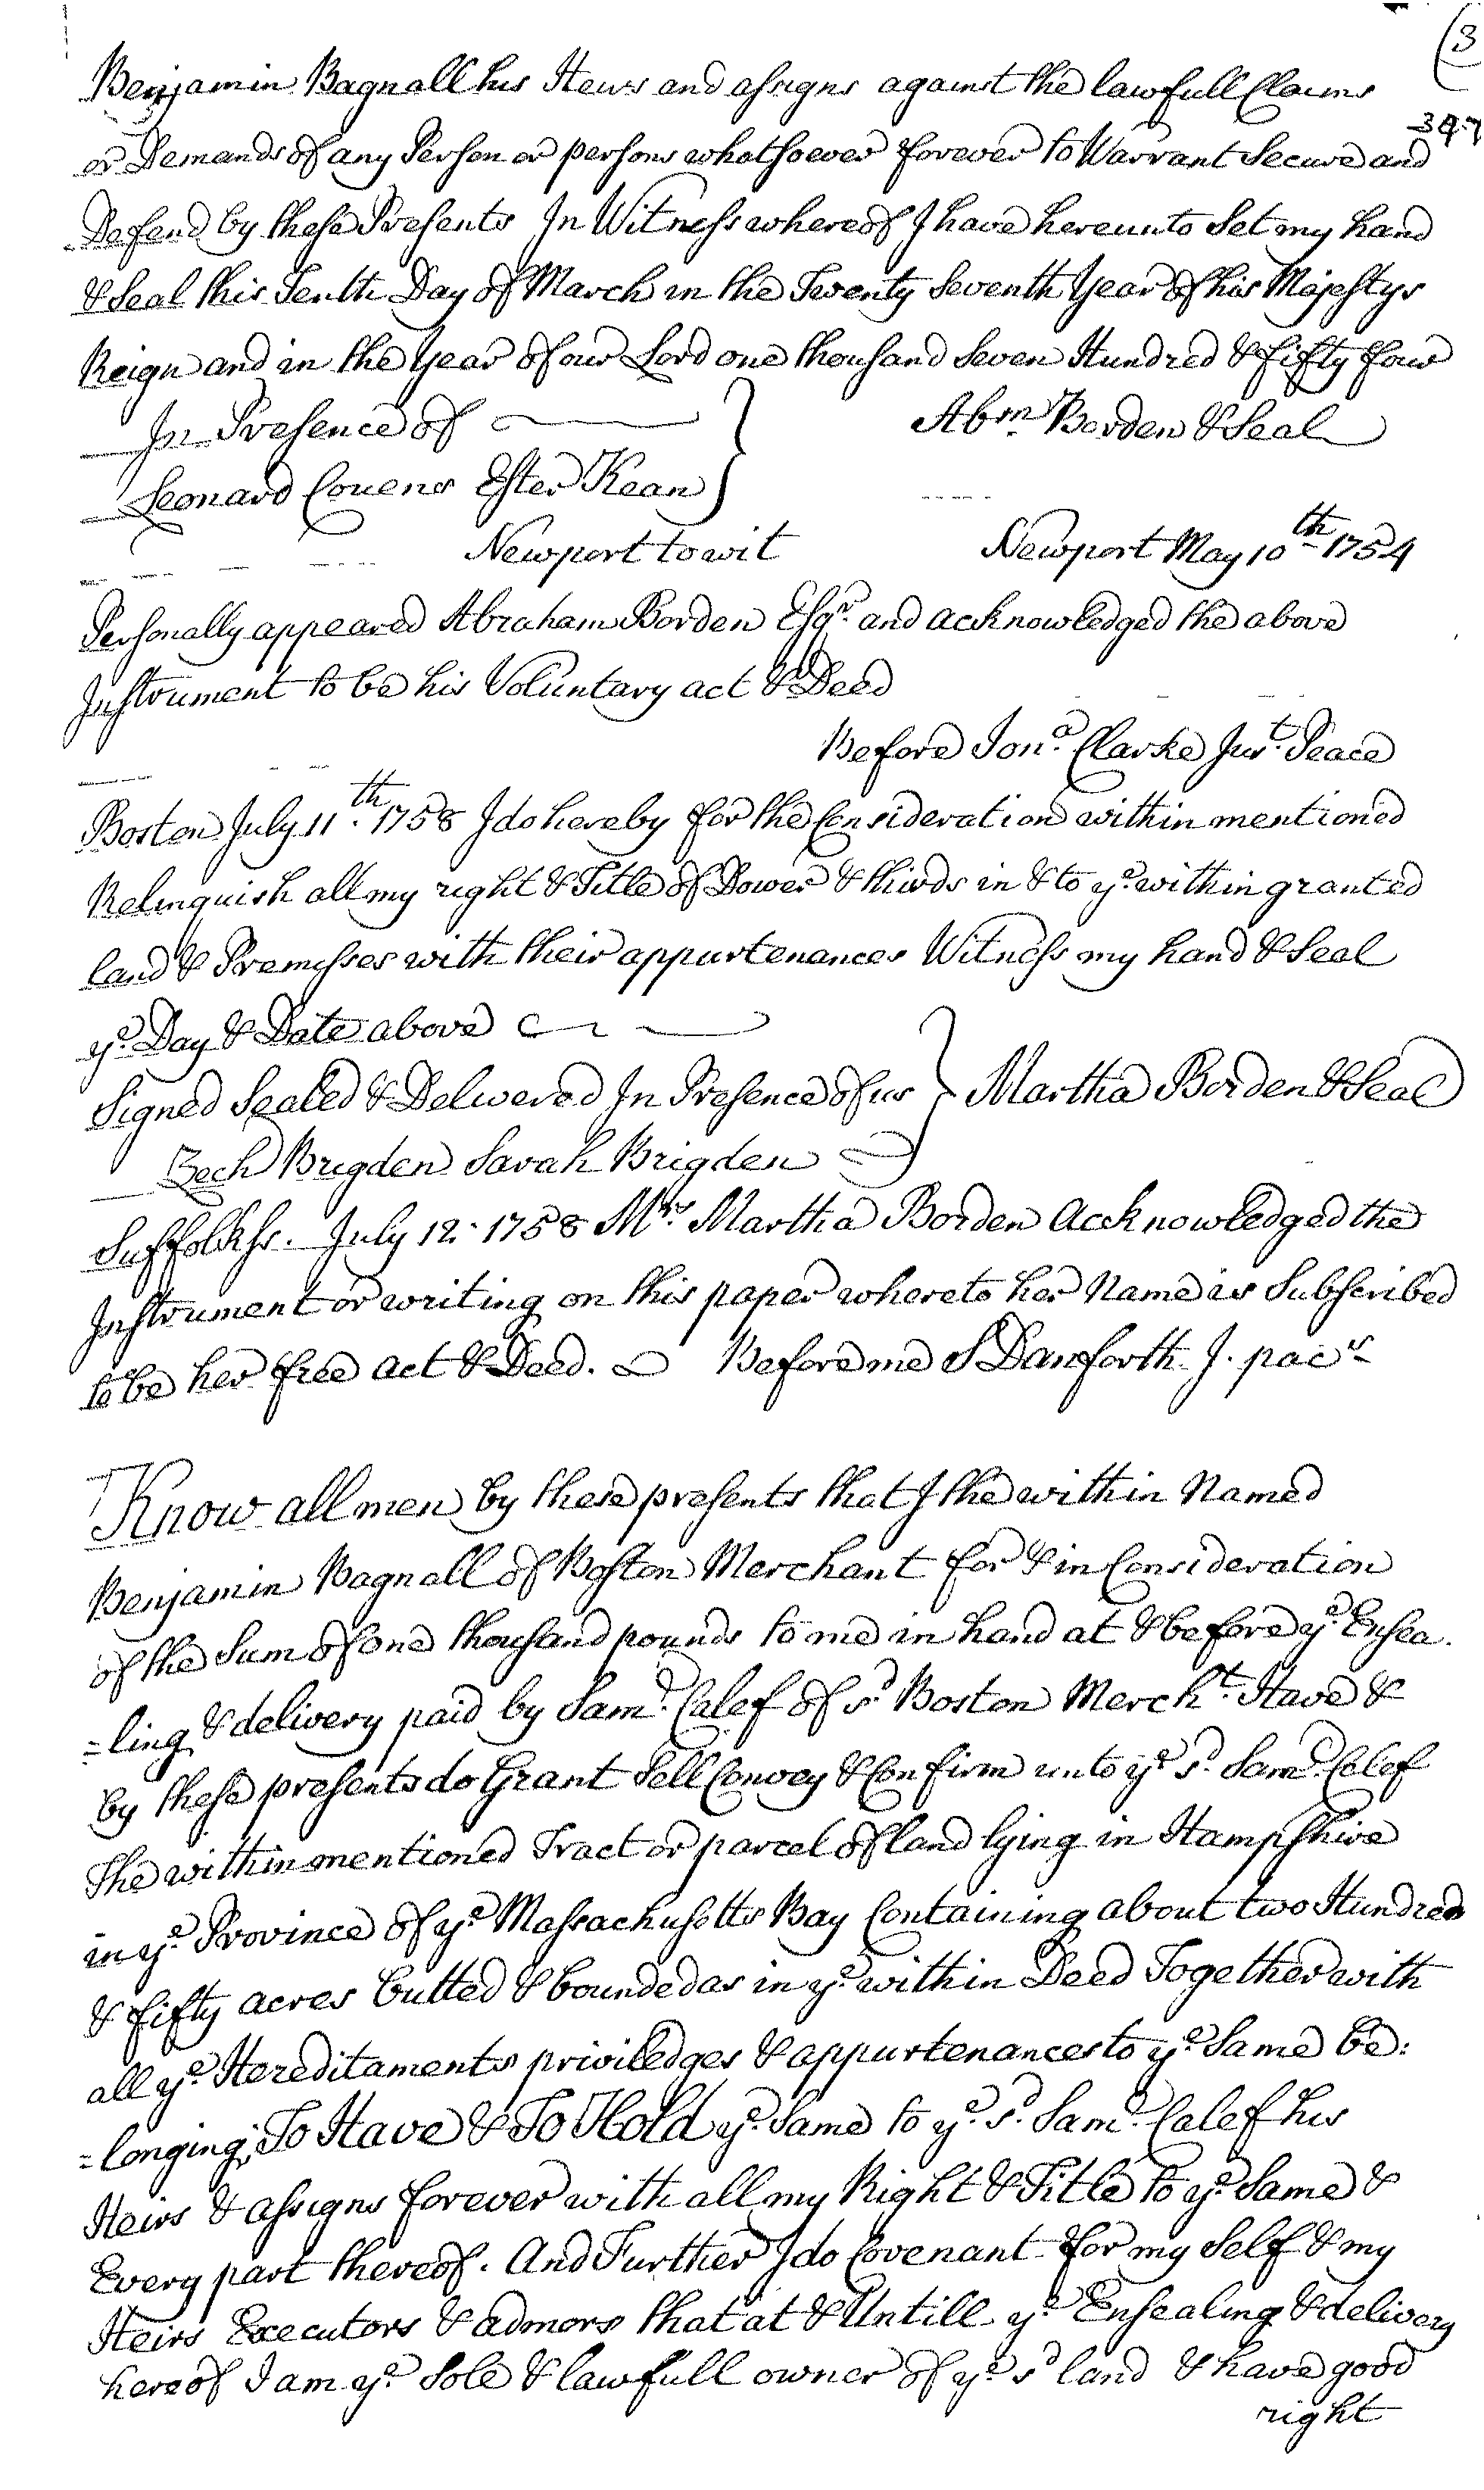 (3
347
Benjamin Bagnall his Heirs and assigns against the lawfull Claims
or Demands of any Person or persons whatsoever forever to Warrant Secure and
Defend by these Presents In Witness whereof I have hereunto Set my hand
& Seal this Tenth Day of March in the Twenty Seventh Year of his Majestys
Reign and in the Year of our Lord one thousand Seven Hundred & fifty four
In Presence of Abrm Borden & Seal
Leonard Couens Ester Kean
Newport to wit Newport May 10th 1754
Personally appeared Abraham Borden Esqr. and acknowledged the above
Instrument to be his Voluntary act & Deed
Before Jona. Clarke Just. Peace
Boston July 11th. 1758 I do hereby for the Consideration within mentioned
Relinquish all my right & Title of Dower & thirds in & to ye. within granted
land & Premisses with their appurtenances Witness my hand & Seal
ye. Day & Date above
Signed Sealed & Delivered In Presence of us } Martha Borden & Seal
Zech Brigden Sarah Brigden
Suffolk ss. July 12. 1758 Mrs. Martha Borden Acknowledged the
Instrument or writing on this paper whereto her Name is Subscribed
to be her free act & Deed. Before me S Danforth J. pacs
Know all men by these presents that I the within Named
Benjamin Bagnall of Boston Merchant for & in Consideration
of the Sum of one thousand pounds to me in hand at & before ye. Ensea.
=ling & delivery paid by Saml. Calef of sd. Boston Mercht. Have &
by these presents do Grant Sell Convey & Confirm unto ye. sd. Saml. Calef
The within mentioned Tract or parcel of land lying in Hampshire
in ye. Province of ye. Massachusetts Bay Containing about two Hundred
& fifty acres butted & bounded as in ye. within Deed Together with
all ye. Hereditaments priviledges & appurtenances to ye. Same be:
=longing, To Have & To Hold ye. Same to ye. sd. Saml. Calef his
Heirs & assigns forever with all my Right & Title to ye. Same &
Every part thereof. And Further I do Covenant for my Self & my
Heirs Executors & admors that at & Untill ye. Ensealing & delivery
hereof I am ye. Sole & lawfull owner of ye. sd land & have good
right